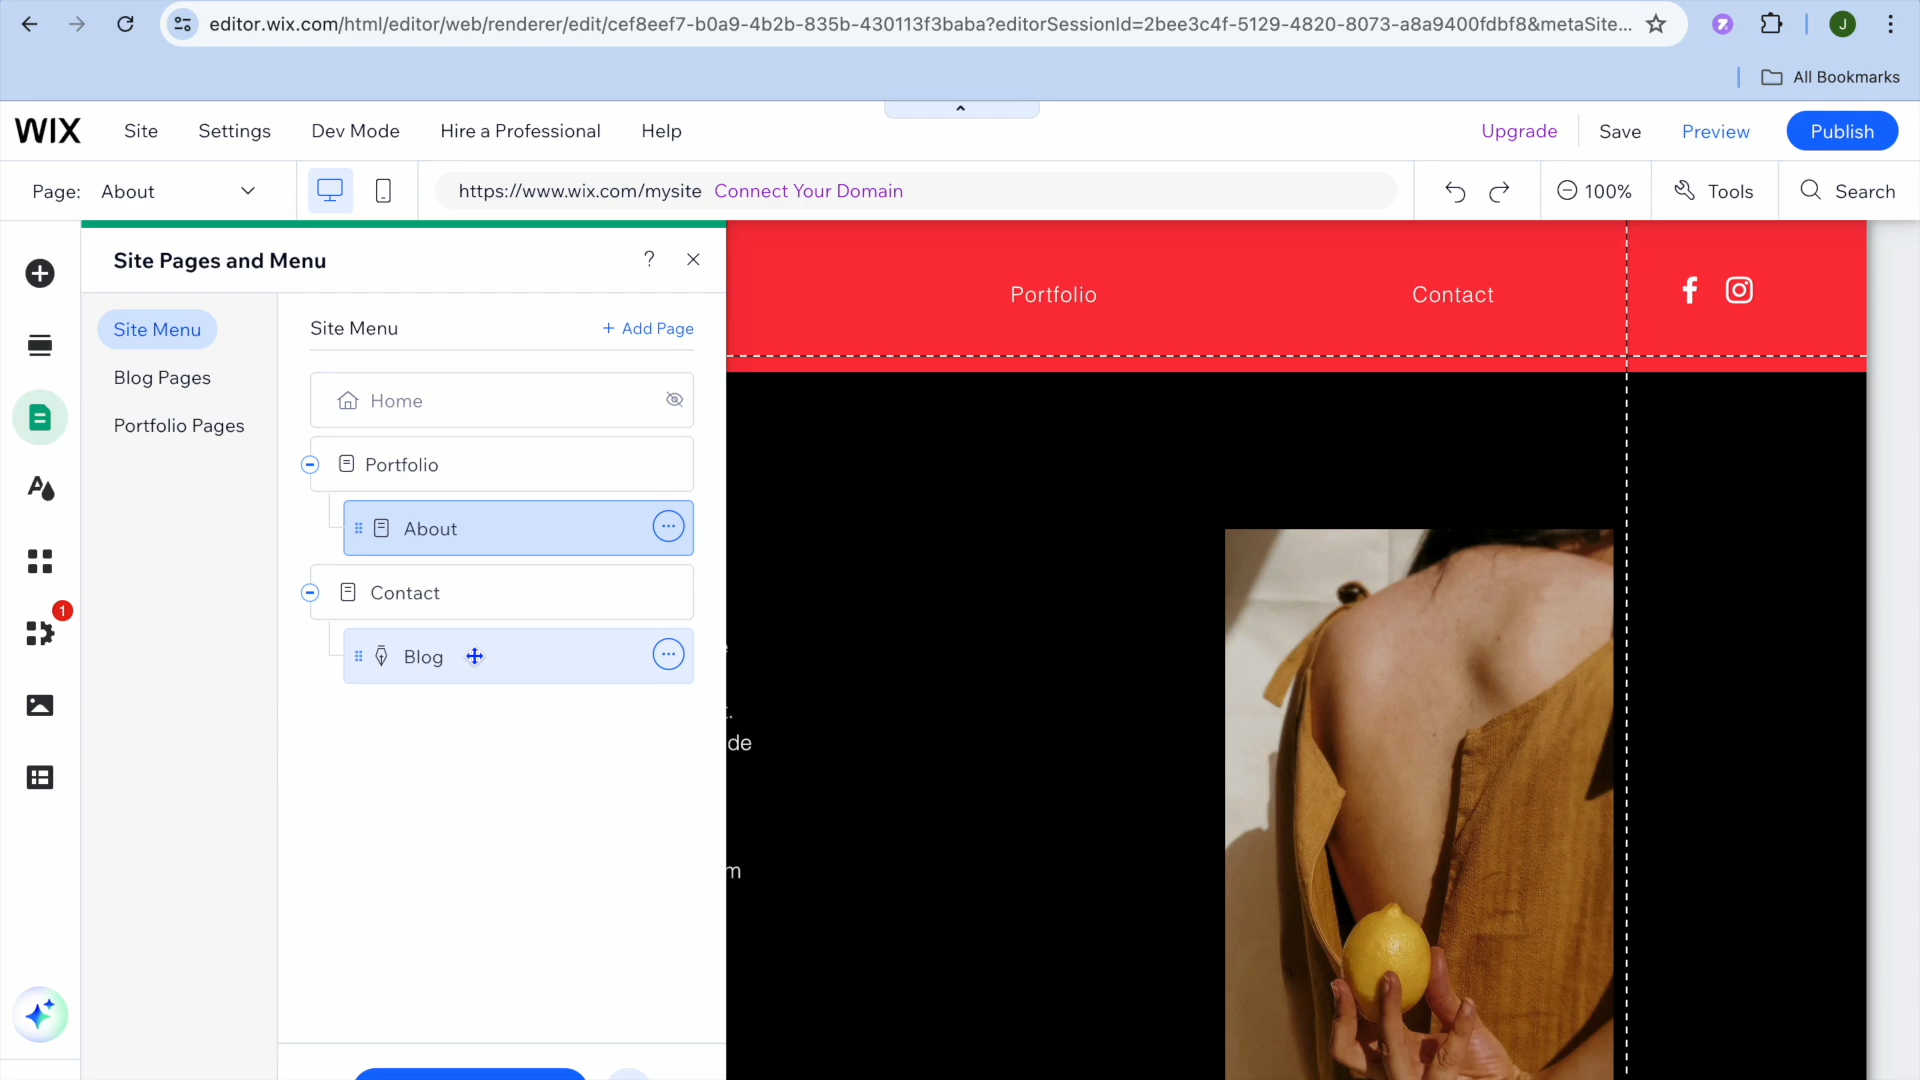 editor.wix.com/html/editor/web/renderer/edit/cef8eef7-b0a9-4b2b-835b-430113f3baba?editorSessionId=2bee3c4f-5129-4820-8073-a8a9400fdbf8&metaSite...
J
All Bookmarks
WIX Site Settings Dev Mode Hire a Professional Help Upgrade Save Preview Publish
Page: About https://www.wix.com/mysite Connect Your Domain 100% Tools Search
Site Pages and Menu ?
Portfolio Contact
Site Menu
Blog Pages
Portfolio Pages
Site Menu + Add Page
Home
Portfolio
About
Contact
Blog
1
t.
de
m